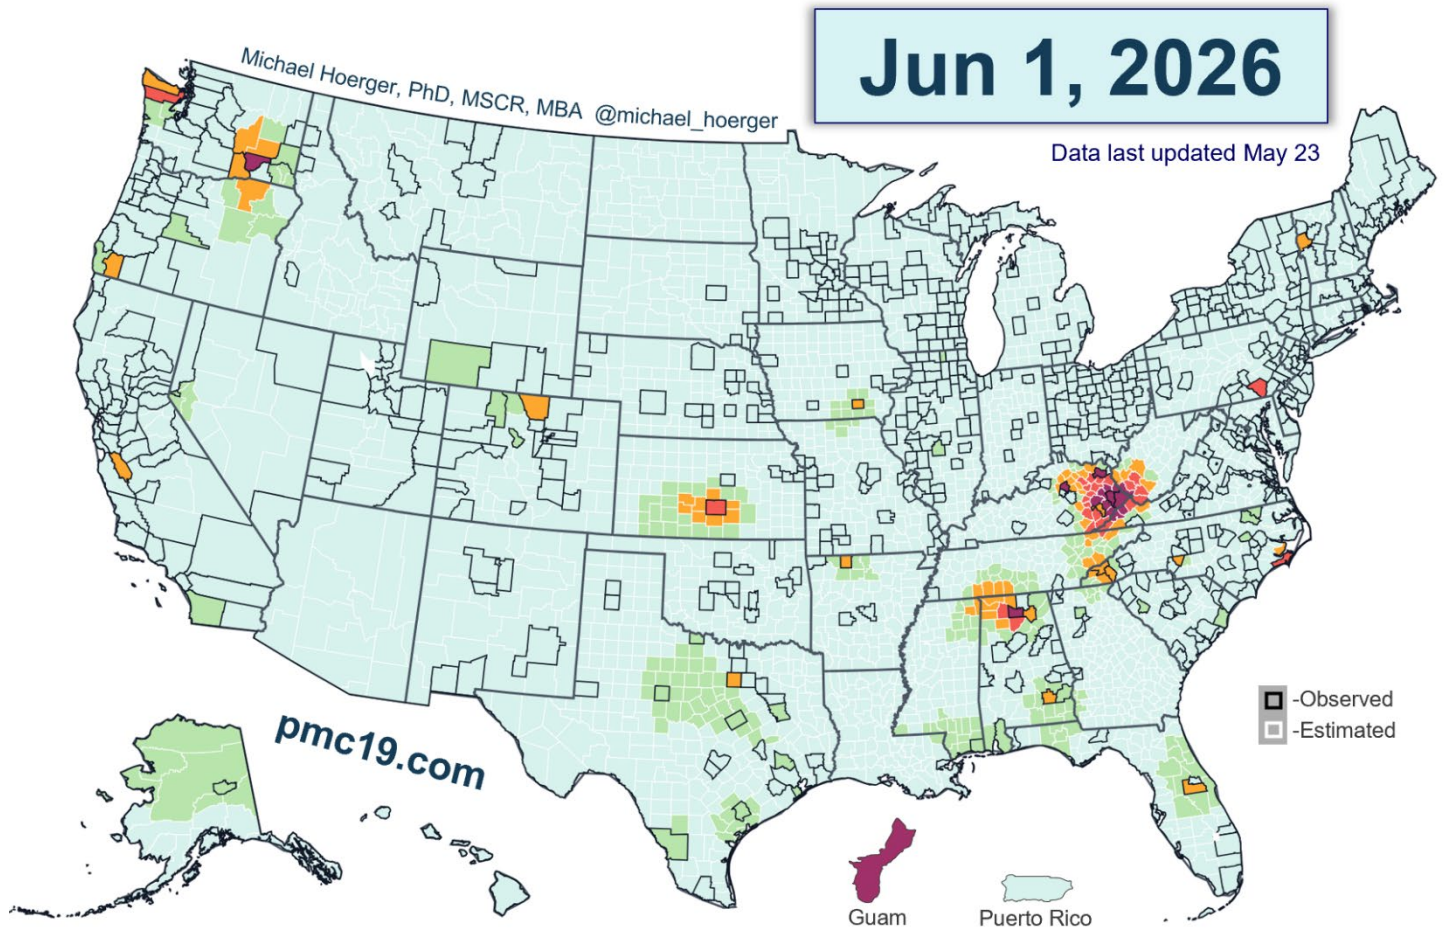 Jun 1, 2026
Michael Hoerger, PhD, MSCR, MBA @michael_hoerger
Data last updated May 23
-Observed
-Estimated
pmc19.com
Guam
Puerto Rico